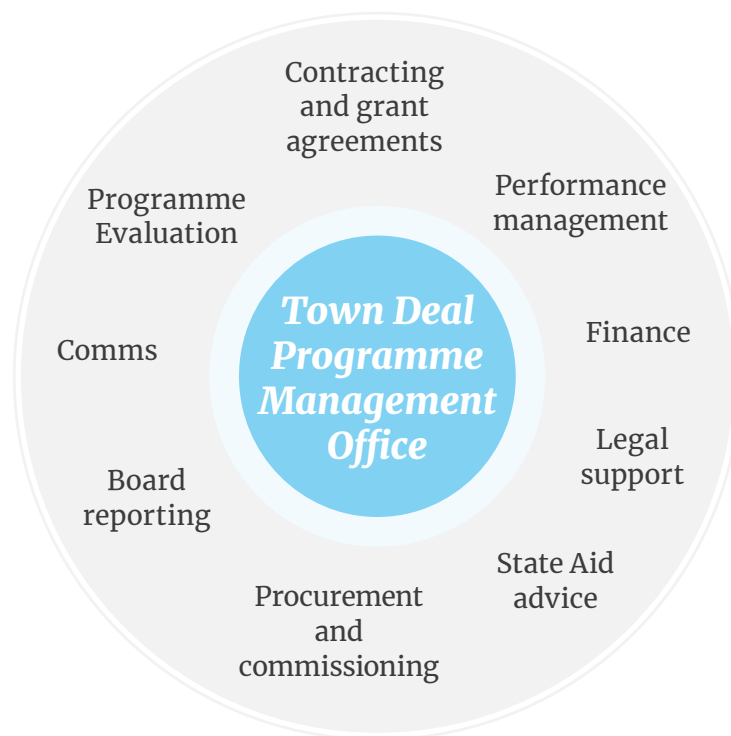 Contracting
and grant
agreements
Performance
management
Finance
Legal
support
State Aid
advice
Procurement
and
commissioning
Board
reporting
Comms
Programme
Evaluation
Town Deal
Programme
Management
Office